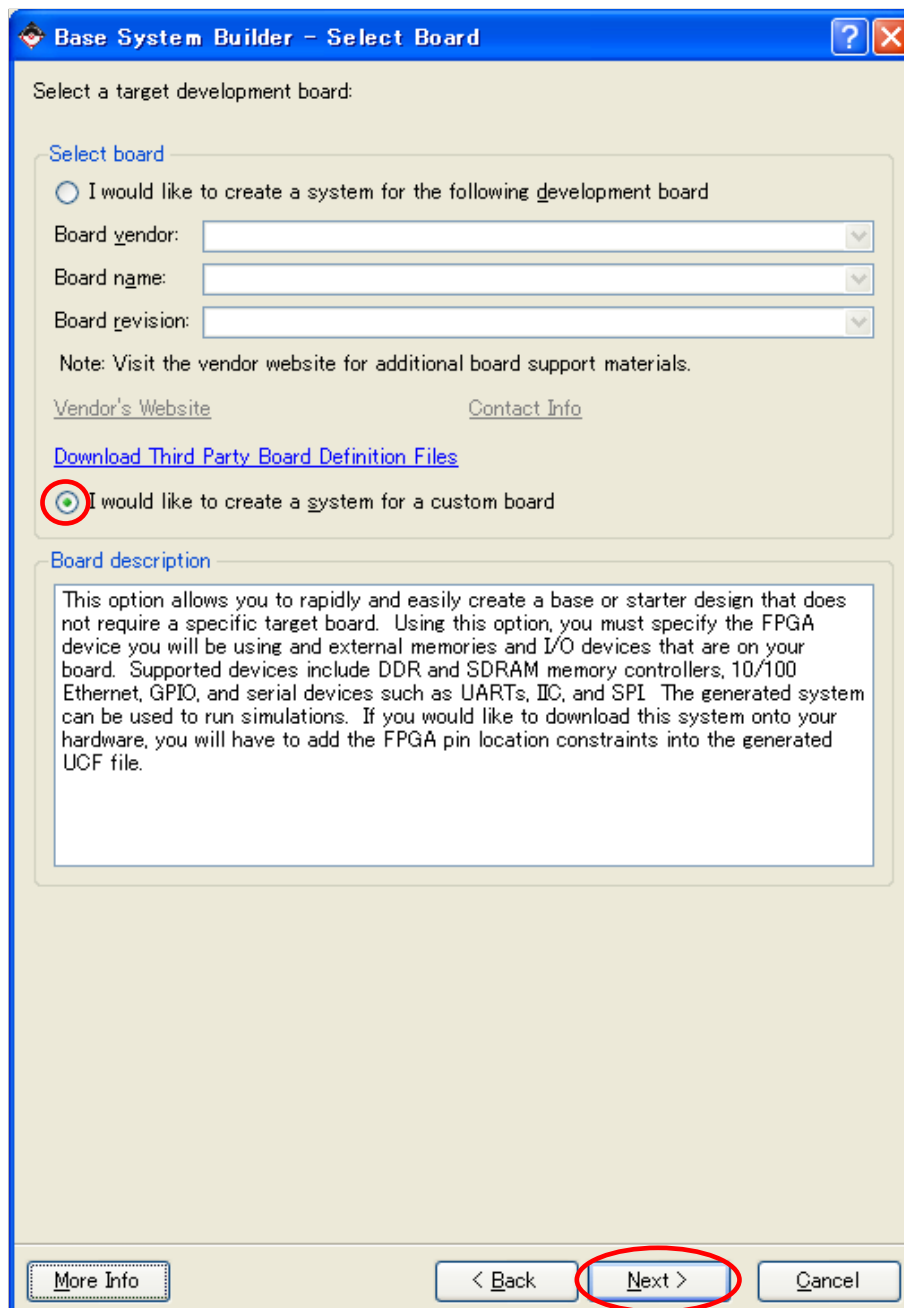 Base System Builder - Select Board
Select a target development board:
Select board
I would like to create a system for the following development board
Board vendor:
Board name:
Board revision:
Note: Visit the vendor website for additional board support materials.
Vendor's Website Contact Info
Download Third Party Board Definition Files
I would like to create a system for a custom board
Board description
This option allows you to rapidly and easily create a base or starter design that does
not require a specific target board.  Using this option, you must specify the FPGA
device you will be using and external memories and I/O devices that are on your
board.  Supported devices include DDR and SDRAM memory controllers, 10/100
Ethernet, GPIO, and serial devices such as UARTs, IIC, and SPI.  The generated system
can be used to run simulations.  If you would like to download this system onto your
hardware, you will have to add the FPGA pin location constraints into the generated
UCF file.
More Info < Back Next > Cancel